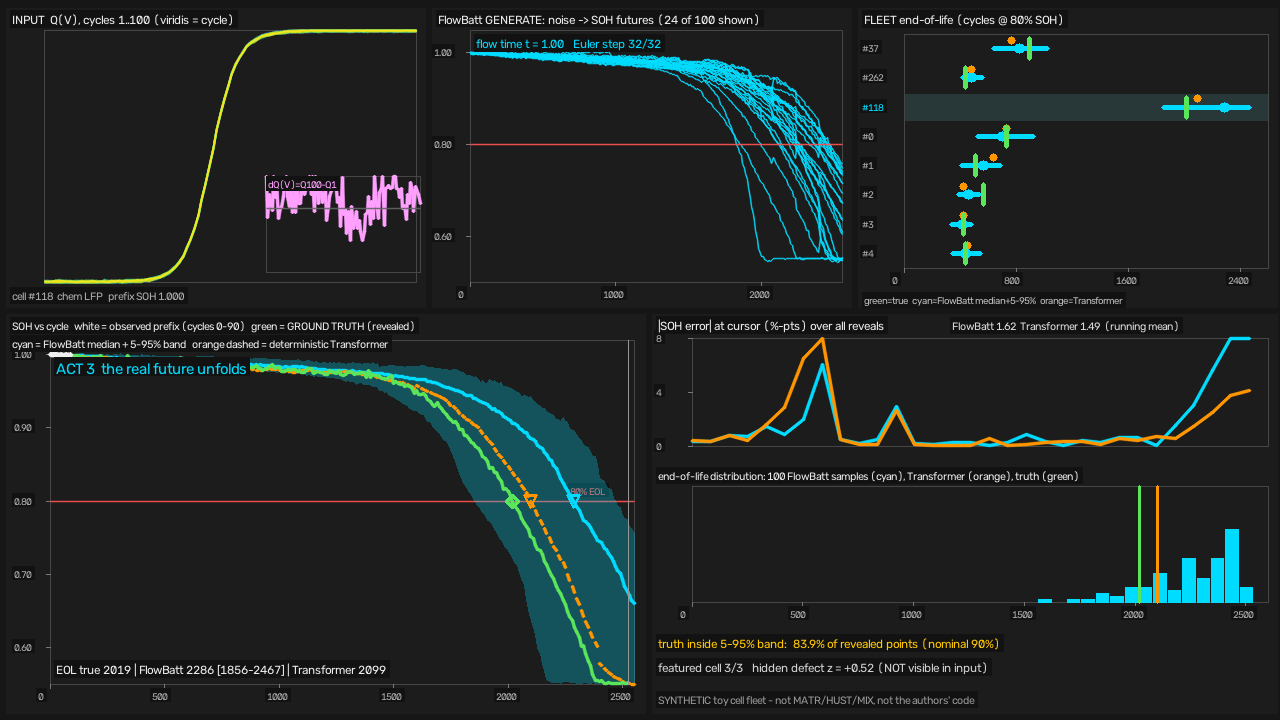 INPUT Q(V), cycles 1..100 (viridis = cycle)
dQ(V)=Q100-Q1
cell #118 chem LFP prefix SOH 1.000
FlowBatt GENERATE: noise -> SOH futures (24 of 100 shown)
flow time t = 1.00 Euler step 32/32
1.00
0.80
0.60
0
1000
2000
FLEET end-of-life (cycles @ 80% SOH)
#37
#262
#118
#0
#1
#2
#3
#4
0
800
1600
2400
green=true cyan=FlowBatt median+5-95% orange=Transformer
SOH vs cycle white = observed prefix (cycles 0-90) green = GROUND TRUTH (revealed)
cyan = FlowBatt median + 5-95% band orange dashed = deterministic Transformer
ACT 3 the real future unfolds
1.00
0.90
0.80
0.70
0.60
80% EOL
EOL true 2019 | FlowBatt 2286 [1856-2467] | Transformer 2099
0
500
1000
1500
2000
2500
|SOH error| at cursor (%-pts) over all reveals
FlowBatt 1.62 Transformer 1.49 (running mean)
8
4
0
end-of-life distribution: 100 FlowBatt samples (cyan), Transformer (orange), truth (green)
0
500
1000
1500
2000
2500
truth inside 5-95% band: 83.9% of revealed points (nominal 90%)
featured cell 3/3 hidden defect z = +0.52 (NOT visible in input)
SYNTHETIC toy cell fleet - not MATR/HUST/MIX, not the authors' code